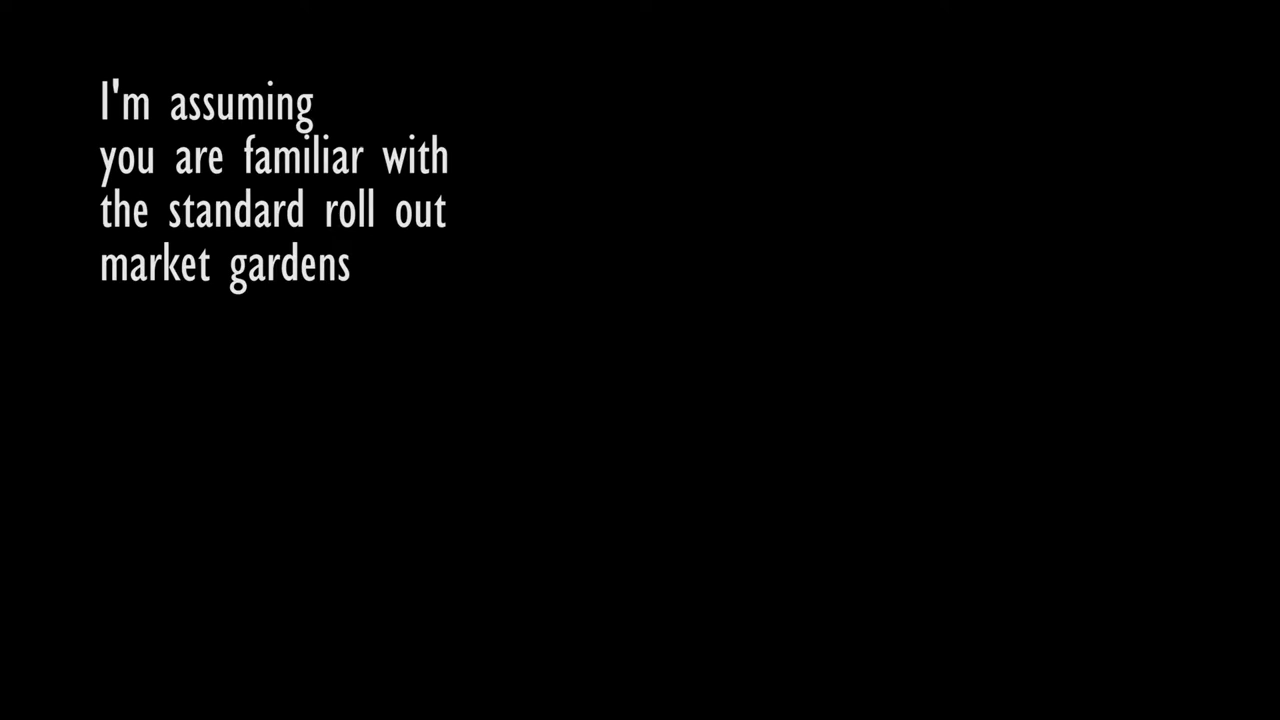 I'm assuming
you are familiar with
the standard roll out
market gardens